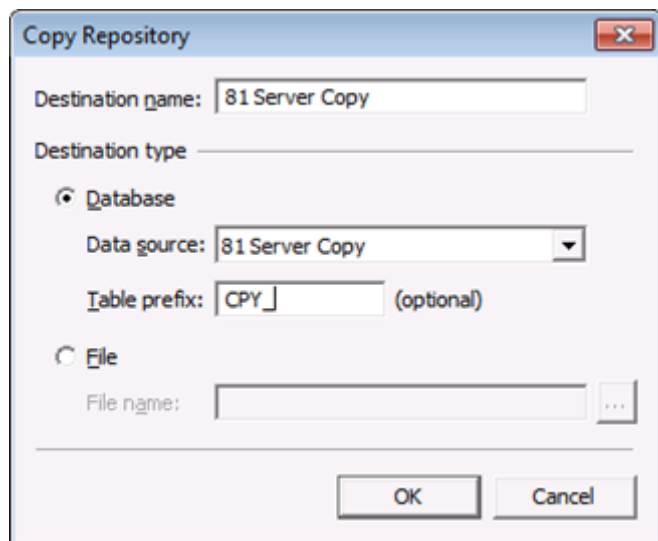 Copy Repository
Destination name: 81 Server Copy
Destination type
Database
Data source: 81 Server Copy
Table prefix: CPY_ (optional)
File
File name: ...
OK Cancel